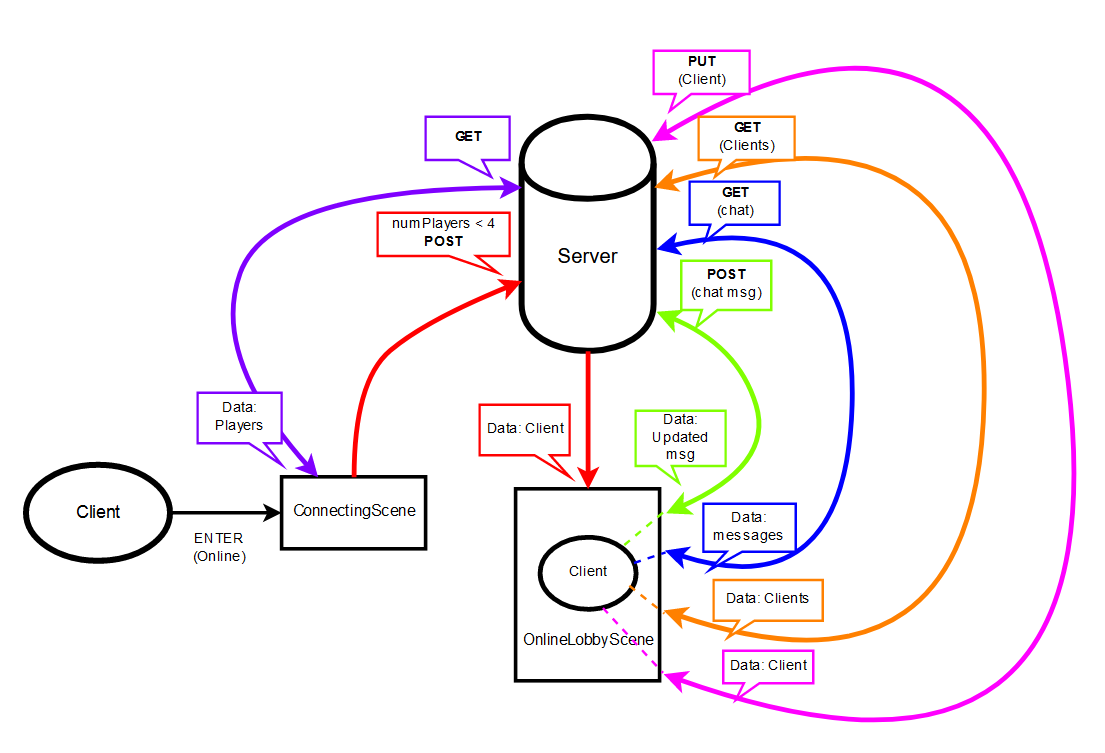 PUT
(Client)
GET
GET
(Clients)
GET
(chat)
numPlayers < 4
POST
Server
POST
(chat msg)
Data:
Players
Data: Client
Data:
Updated
msg
Client
ENTER
(Online)
ConnectingScene
Data:
messages
Client
Data: Clients
OnlineLobbyScene
Data: Client